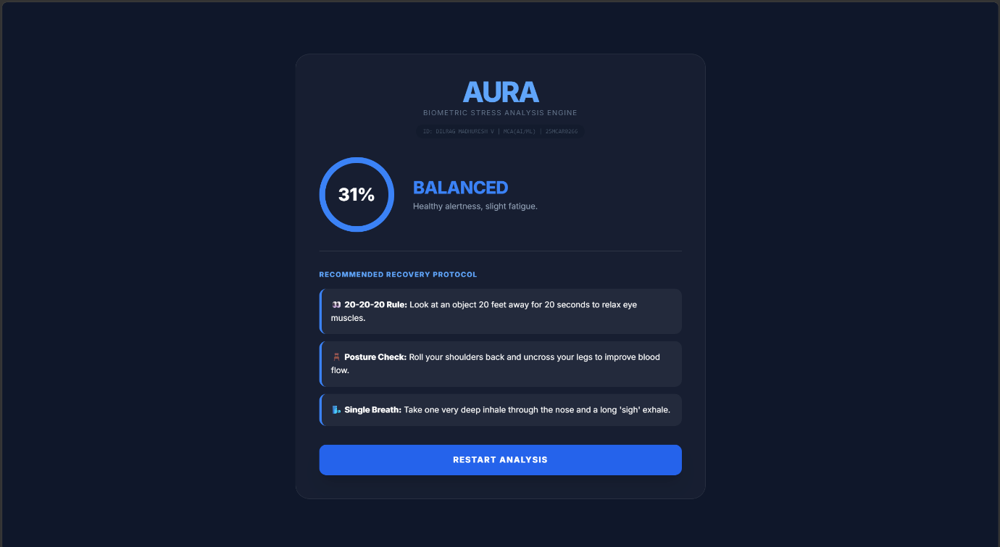 AURA
BIOMETRIC STRESS ANALYSIS ENGINE
ID: DILRAG MADHURESH V | MCA(AI/ML) | 25MCAR0266
31%
BALANCED
Healthy alertness, slight fatigue.
RECOMMENDED RECOVERY PROTOCOL
👀 20-20-20 Rule: Look at an object 20 feet away for 20 seconds to relax eye
muscles.
🪑 Posture Check: Roll your shoulders back and uncross your legs to improve blood
flow.
🌬️ Single Breath: Take one very deep inhale through the nose and a long 'sigh' exhale.
RESTART ANALYSIS